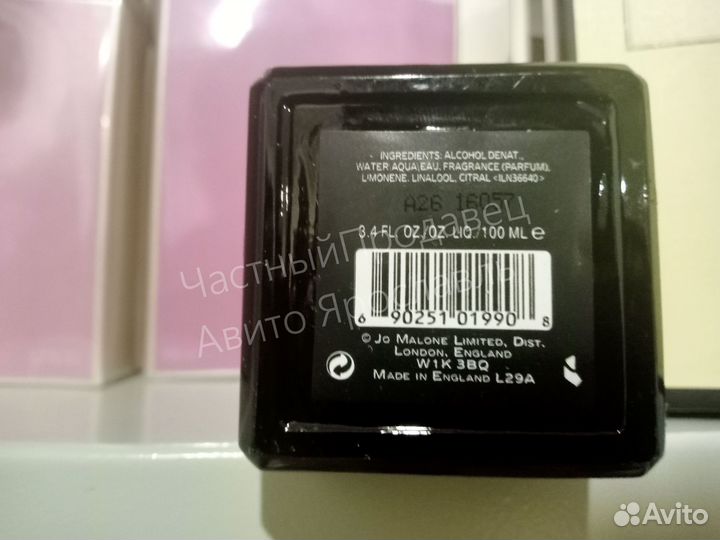 INGREDIENTS: ALCOHOL DENAT.,
WATER\AQUA\EAU, FRAGRANCE (PARFUM),
LIMONENE, LINALOOL, CITRAL <ILN36640>
A26 16057
3.4 FL. OZ./OZ. LIQ. 100 ML e
6 90251 01990 8
© JO MALONE LIMITED, DIST.
LONDON, ENGLAND
W1K 3BQ
MADE IN ENGLAND L29A
ЧастныйПродавец
Авито Ярославль
Avito